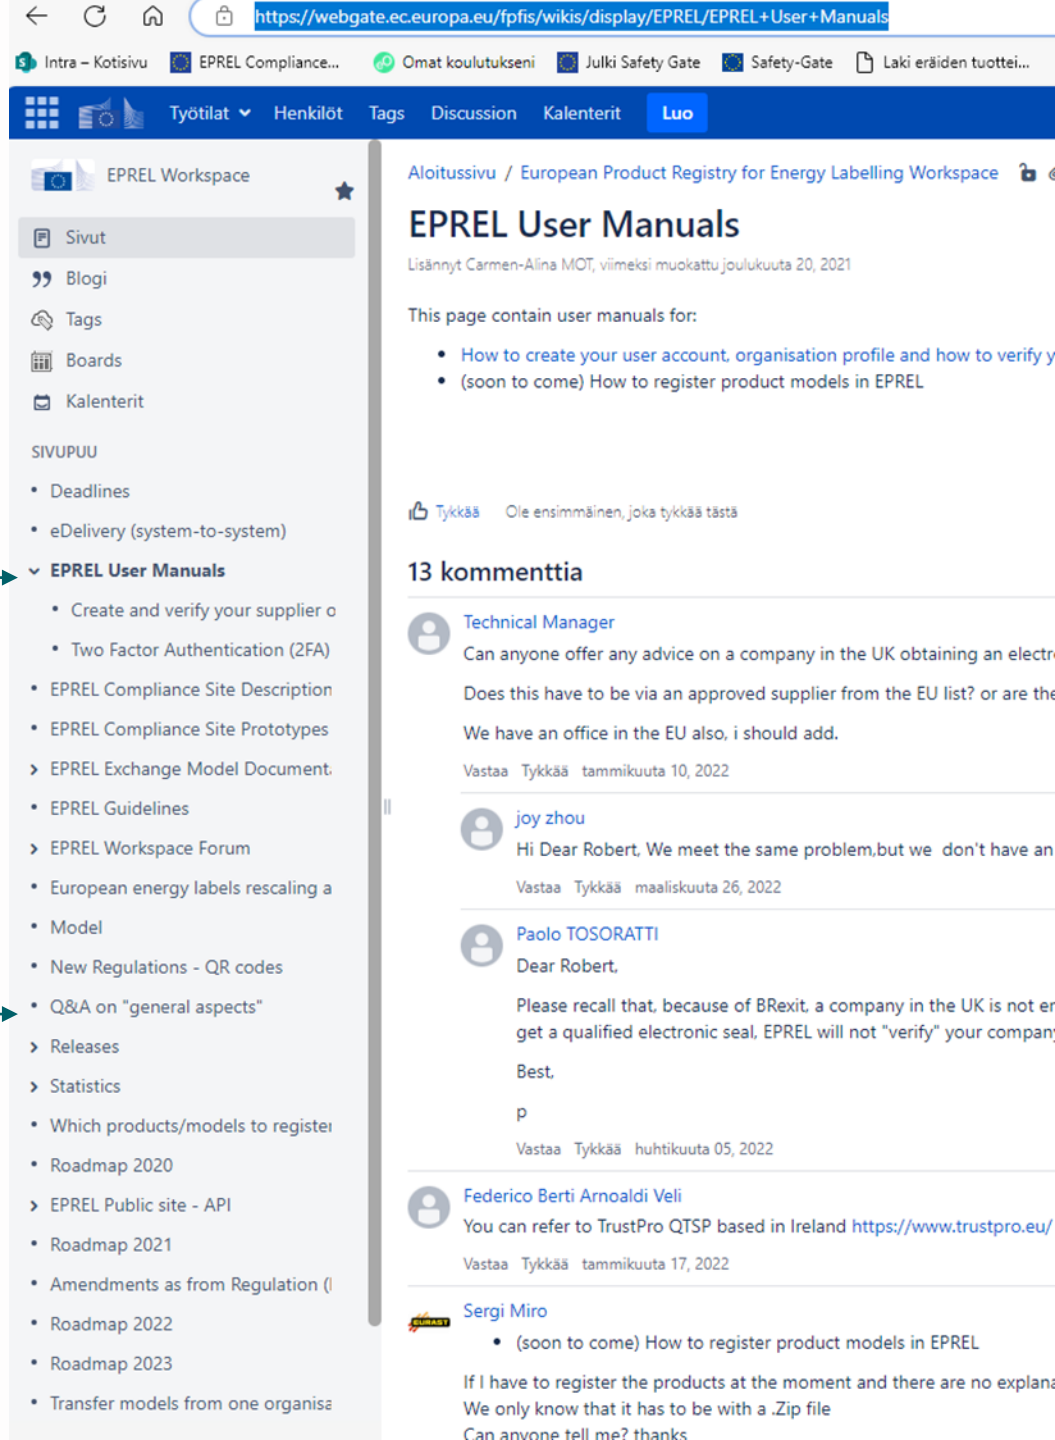 https://webgate.ec.europa.eu/fpfis/wikis/display/EPREL/EPREL+User+Manuals
Intra – Kotisivu
EPREL Compliance...
Omat koulutukseni
Julki Safety Gate
Safety-Gate
Laki eräiden tuottei...
Työtilat
Henkilöt
Tags
Discussion
Kalenterit
Luo
EPREL Workspace
Sivut
Blogi
Tags
Boards
Kalenterit
SIVUPUU
Deadlines
eDelivery (system-to-system)
EPREL User Manuals
Create and verify your supplier o
Two Factor Authentication (2FA)
EPREL Compliance Site Description
EPREL Compliance Site Prototypes
EPREL Exchange Model Document
EPREL Guidelines
EPREL Workspace Forum
European energy labels rescaling a
Model
New Regulations - QR codes
Q&A on "general aspects"
Releases
Statistics
Which products/models to register
Roadmap 2020
EPREL Public site - API
Roadmap 2021
Amendments as from Regulation (
Roadmap 2022
Roadmap 2023
Transfer models from one organisa
Aloitussivu / European Product Registry for Energy Labelling Workspace
EPREL User Manuals
Lisännyt Carmen-Alina MOT, viimeksi muokattu joulukuuta 20, 2021
This page contain user manuals for:
• How to create your user account, organisation profile and how to verify y
• (soon to come) How to register product models in EPREL
Tykkää Ole ensimmäinen, joka tykkää tästä
13 kommenttia
Technical Manager
Can anyone offer any advice on a company in the UK obtaining an electr
Does this have to be via an approved supplier from the EU list? or are the
We have an office in the EU also, i should add.
Vastaa Tykkää tammikuuta 10, 2022
joy zhou
Hi Dear Robert, We meet the same problem,but we don't have an
Vastaa Tykkää maaliskuuta 26, 2022
Paolo TOSORATTI
Dear Robert,
Please recall that, because of BRexit, a company in the UK is not e
get a qualified electronic seal, EPREL will not "verify" your company
Best,
p
Vastaa Tykkää huhtikuuta 05, 2022
Federico Berti Arnoaldi Veli
You can refer to TrustPro QTSP based in Ireland https://www.trustpro.eu/
Vastaa Tykkää tammikuuta 17, 2022
EURAST
Sergi Miro
• (soon to come) How to register product models in EPREL
If I have to register the products at the moment and there are no explana
We only know that it has to be with a .Zip file
Can anyone tell me? thanks